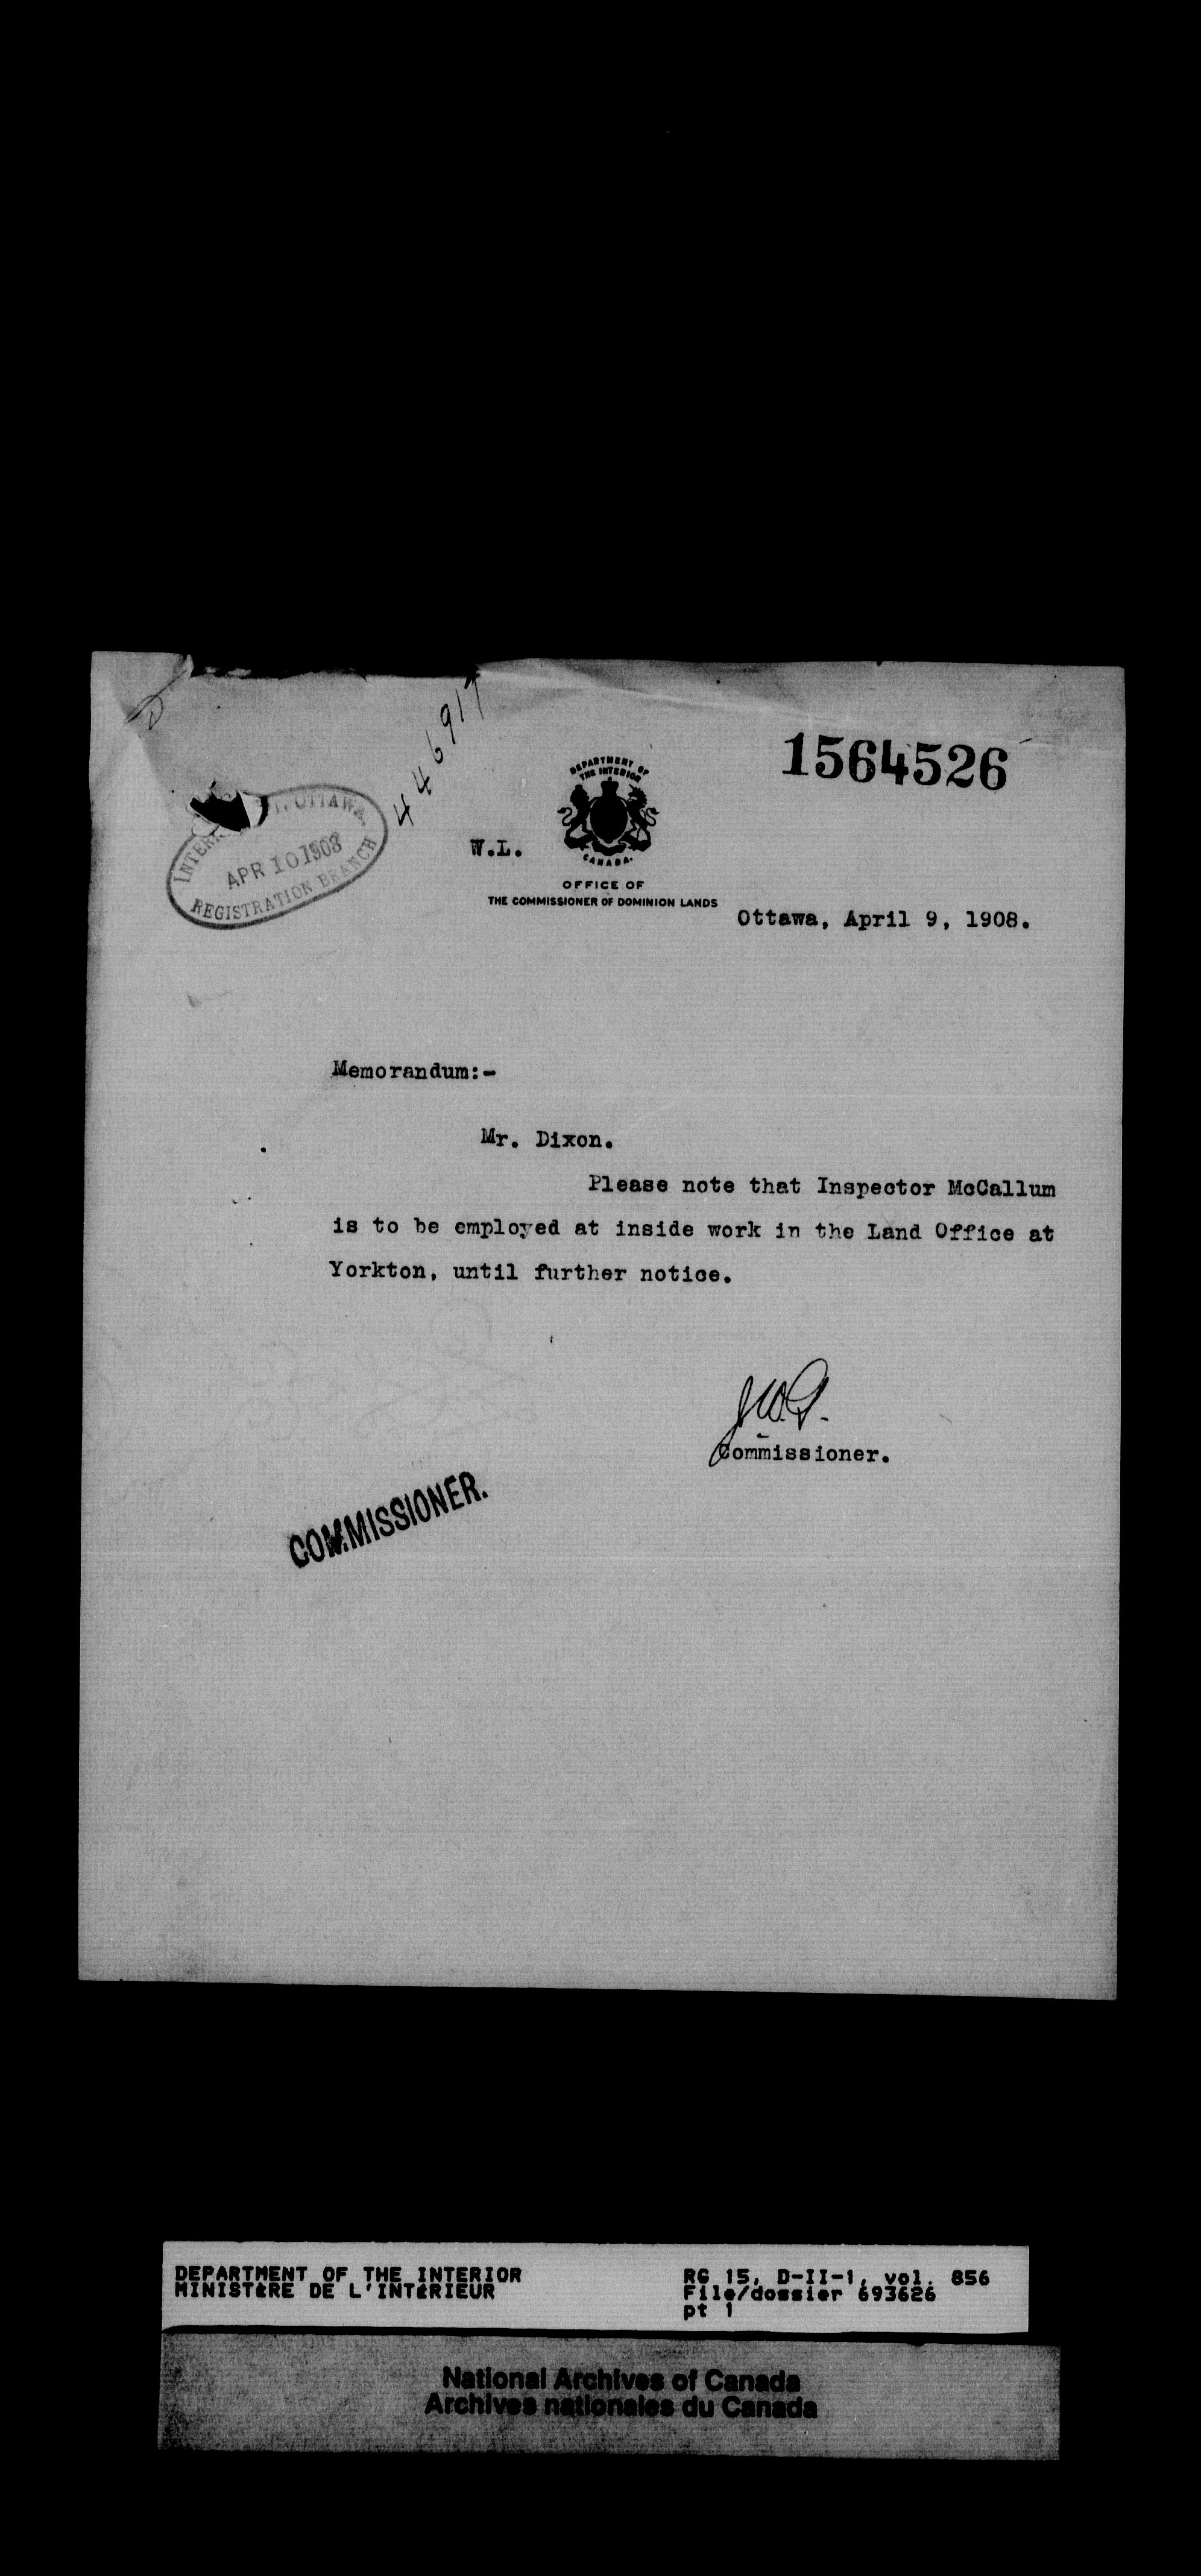 446917
1564526
DEPARTMENT OF
THE INTERIOR
CANADA.
OTTAWA
APR 10 1908
REGISTRATION BRANCH
W.L.
OFFICE OF
THE COMMISSIONER OF DOMINION LANDS
Ottawa, April 9, 1908.
Memorandum:-
Mr. Dixon.
Please note that Inspector McCallum
is to be employed at inside work in the Land Office at
Yorkton, until further notice.
Commissioner.
COMMISSIONER.
DEPARTMENT OF THE INTERIOR
MINISTÈRE DE L'INTÉRIEUR
RG 15, D-II-1, vol. 856
File/dossier 693626
pt 1
National Archives of Canada
Archives nationales du Canada